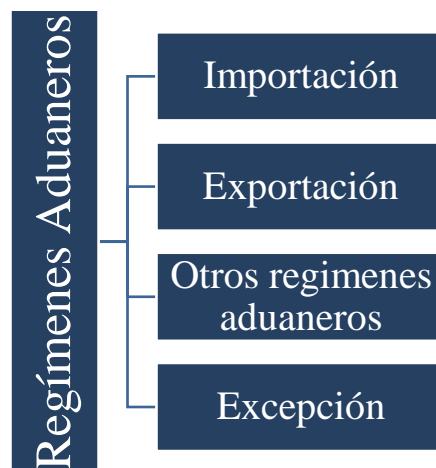 Regímenes Aduaneros
Importación
Exportación
Otros regimenes
aduaneros
Excepción